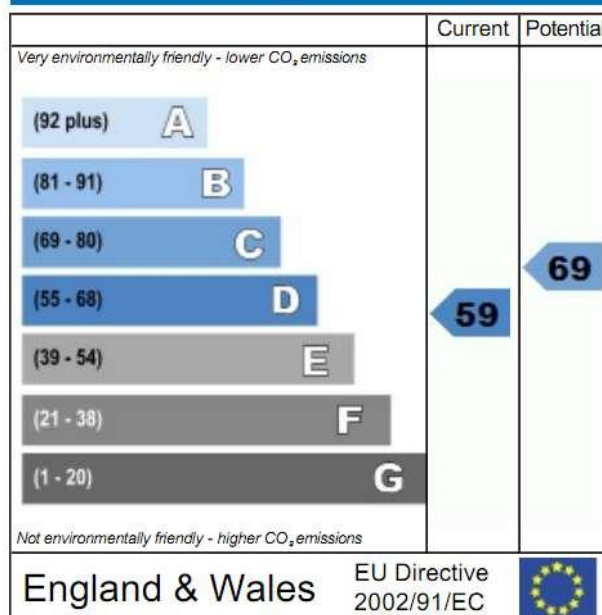 Current Potential
Very environmentally friendly - lower CO₂ emissions
(92 plus) A
(81 - 91) B
(69 - 80) C
(55 - 68) D
(39 - 54) E
(21 - 38) F
(1 - 20) G
59
69
Not environmentally friendly - higher CO₂ emissions
England & Wales
EU Directive
2002/91/EC